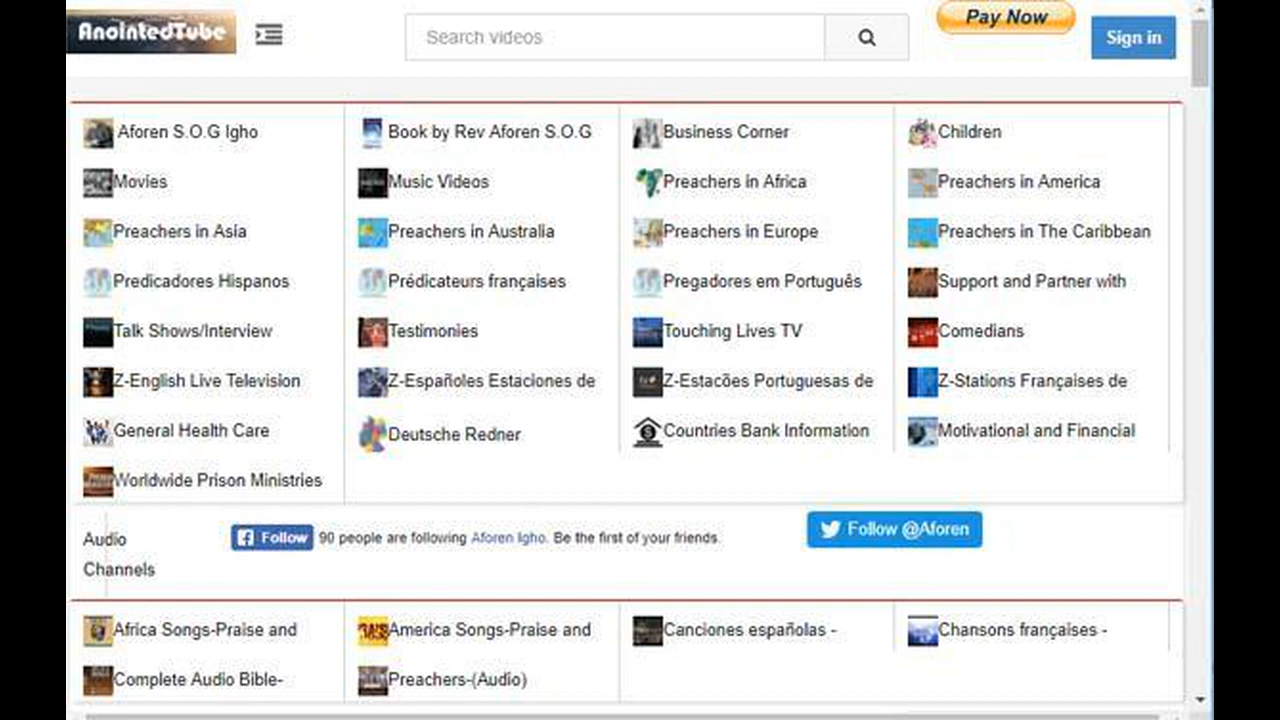 AnointedTube
Search videos
Pay Now
Sign in
Aforen S.O.G Igho
Book by Rev Aforen S.O.G
Business Corner
Children
Movies
Music Videos
Preachers in Africa
Preachers in America
Preachers in Asia
Preachers in Australia
Preachers in Europe
Preachers in The Caribbean
Predicadores Hispanos
Prédicateurs françaises
Pregadores em Português
Support and Partner with
Talk Shows/Interview
Testimonies
Touching Lives TV
Comedians
Z-English Live Television
Z-Españoles Estaciones de
Z-Estacões Portuguesas de
Z-Stations Françaises de
General Health Care
Deutsche Redner
Countries Bank Information
Motivational and Financial
Worldwide Prison Ministries
Audio
Channels
Follow
90 people are following Aforen Igho. Be the first of your friends.
Follow @Aforen
Africa Songs-Praise and
America Songs-Praise and
Canciones españolas -
Chansons françaises -
Complete Audio Bible-
Preachers-(Audio)